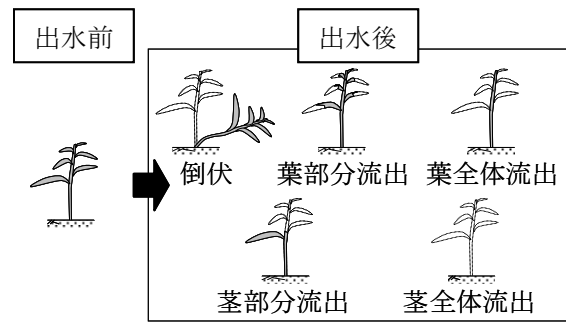 出水前
出水後
倒伏
葉部分流出
葉全体流出
茎部分流出
茎全体流出